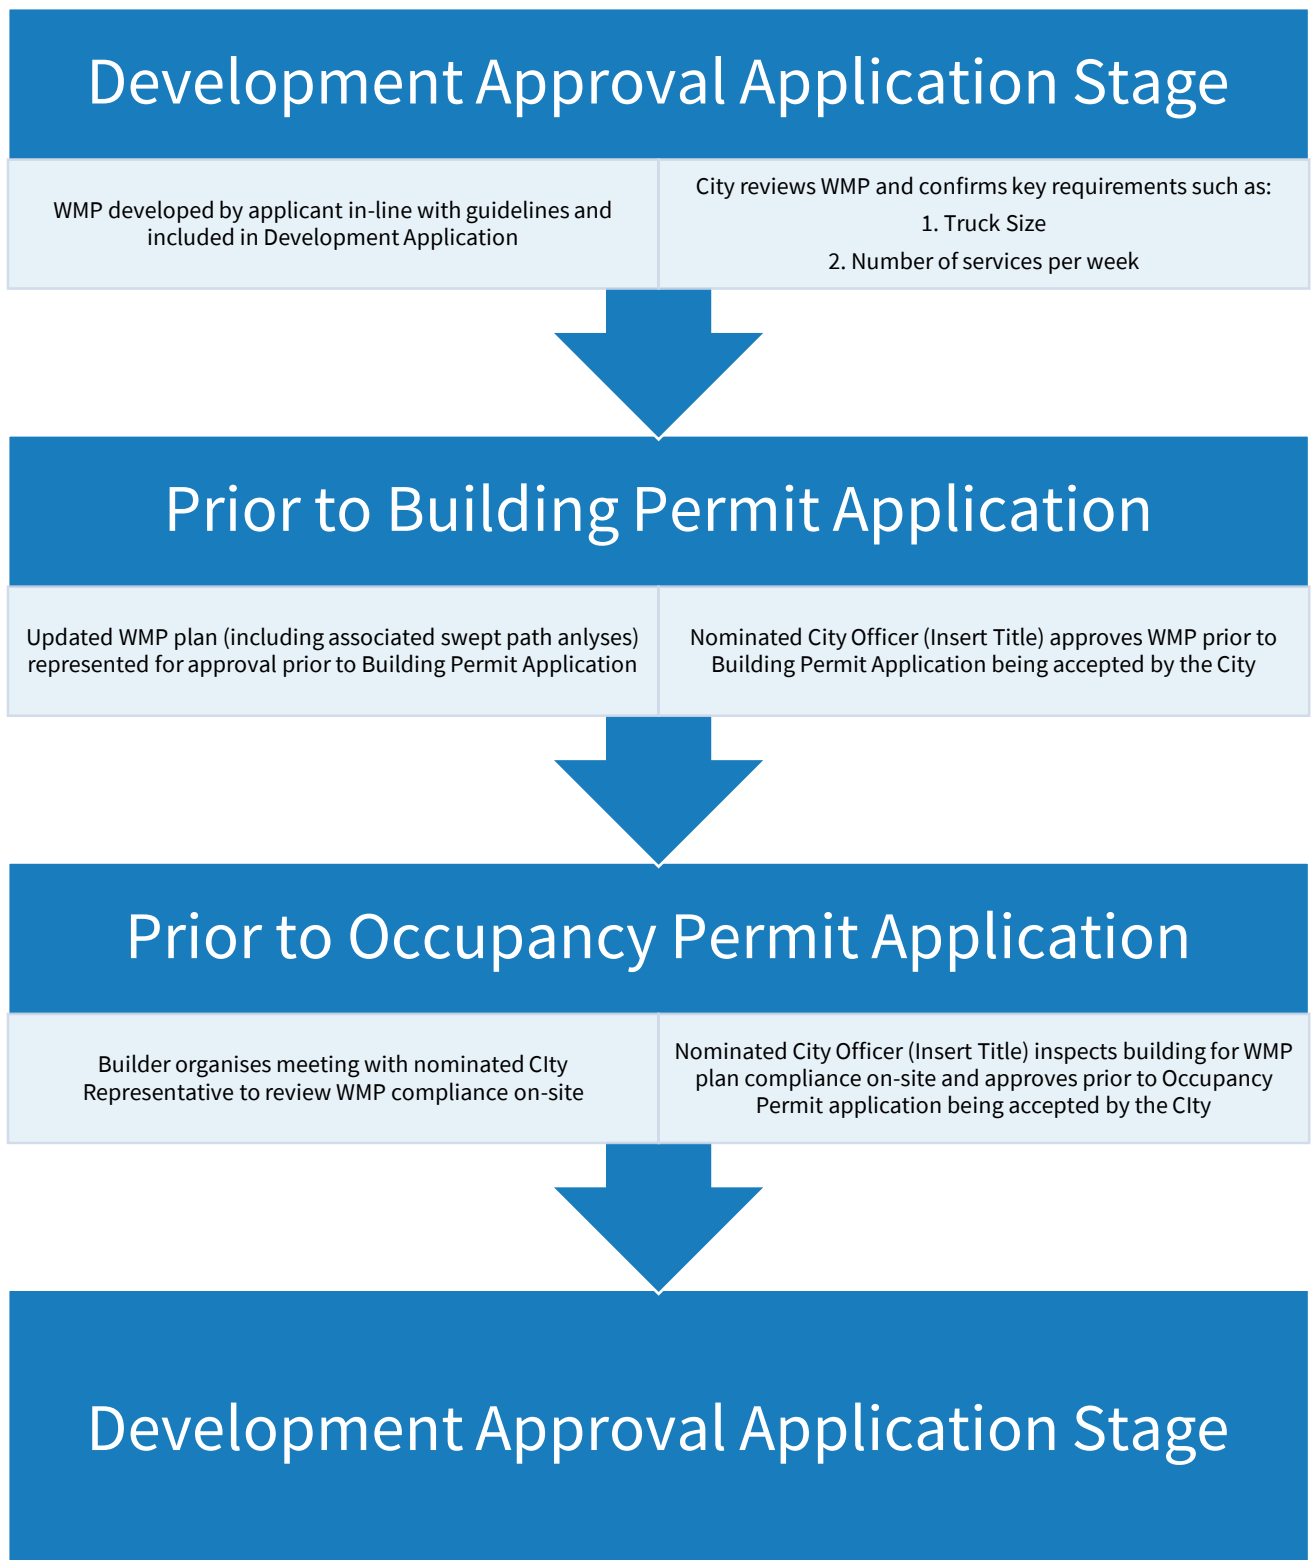 Development Approval Application Stage
WMP developed by applicant in-line with guidelines and
included in Development Application
City reviews WMP and confirms key requirements such as:
1. Truck Size
2. Number of services per week
Prior to Building Permit Application
Updated WMP plan (including associated swept path anlyses)
represented for approval prior to Building Permit Application
Nominated City Officer (Insert Title) approves WMP prior to
Building Permit Application being accepted by the City
Prior to Occupancy Permit Application
Builder organises meeting with nominated CIty
Representative to review WMP compliance on-site
Nominated City Officer (Insert Title) inspects building for WMP
plan compliance on-site and approves prior to Occupancy
Permit application being accepted by the CIty
Development Approval Application Stage